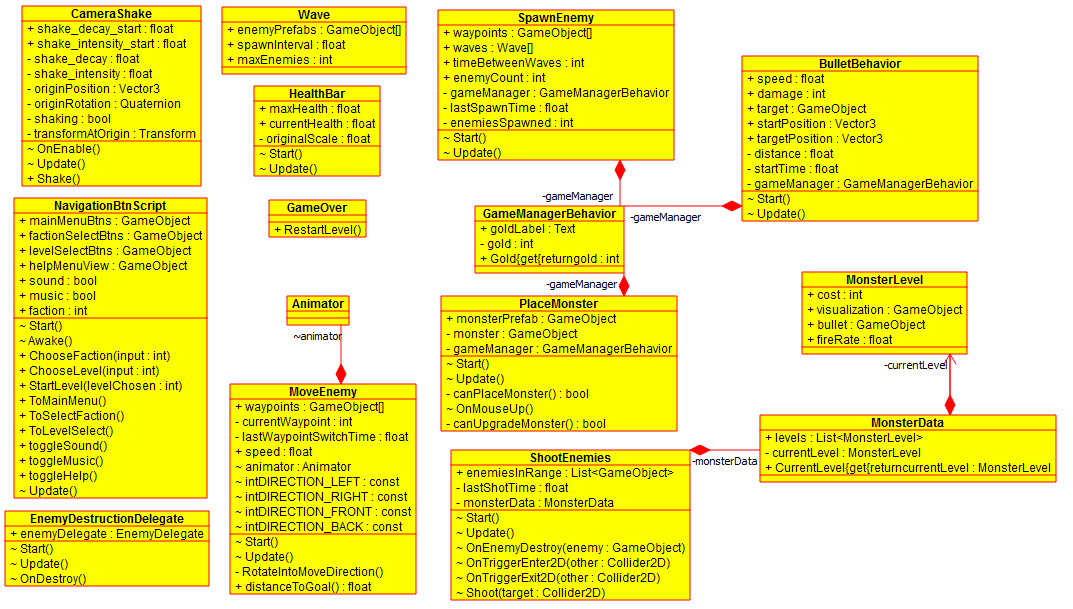 CameraShake
+ shake_decay_start : float
+ shake_intensity_start : float
- shake_decay : float
- shake_intensity : float
- originPosition : Vector3
- originRotation : Quaternion
- shaking : bool
- transformAtOrigin : Transform
~ OnEnable()
~ Update()
+ Shake()
Wave
+ enemyPrefabs : GameObject[]
+ spawnInterval : float
+ maxEnemies : int
HealthBar
+ maxHealth : float
+ currentHealth : float
- originalScale : float
~ Start()
~ Update()
SpawnEnemy
+ waypoints : GameObject[]
+ waves : Wave[]
+ timeBetweenWaves : int
+ enemyCount : int
- gameManager : GameManagerBehavior
- lastSpawnTime : float
- enemiesSpawned : int
~ Start()
~ Update()
BulletBehavior
+ speed : float
+ damage : int
+ target : GameObject
+ startPosition : Vector3
+ targetPosition : Vector3
- distance : float
- startTime : float
- gameManager : GameManagerBehavior
~ Start()
~ Update()
-gameManager
-gameManager
NavigationBtnScript
+ mainMenuBtns : GameObject
+ factionSelectBtns : GameObject
+ levelSelectBtns : GameObject
+ helpMenuView : GameObject
+ sound : bool
+ music : bool
+ faction : int
~ Start()
~ Awake()
+ ChooseFaction(input : int)
+ ChooseLevel(input : int)
+ StartLevel(levelChosen : int)
+ ToMainMenu()
+ ToSelectFaction()
+ ToLevelSelect()
+ toggleSound()
+ toggleMusic()
+ toggleHelp()
~ Update()
GameOver
+ RestartLevel()
GameManagerBehavior
+ goldLabel : Text
- gold : int
+ Gold{get{returngold : int
-gameManager
Animator
~animator
PlaceMonster
+ monsterPrefab : GameObject
- monster : GameObject
- gameManager : GameManagerBehavior
~ Start()
~ Update()
- canPlaceMonster() : bool
~ OnMouseUp()
- canUpgradeMonster() : bool
MonsterLevel
+ cost : int
+ visualization : GameObject
+ bullet : GameObject
+ fireRate : float
-currentLevel
MoveEnemy
+ waypoints : GameObject[]
- currentWaypoint : int
- lastWaypointSwitchTime : float
+ speed : float
~ animator : Animator
~ intDIRECTION_LEFT : const
~ intDIRECTION_RIGHT : const
~ intDIRECTION_FRONT : const
~ intDIRECTION_BACK : const
~ Start()
~ Update()
- RotateIntoMoveDirection()
+ distanceToGoal() : float
MonsterData
+ levels : List<MonsterLevel>
- currentLevel : MonsterLevel
+ CurrentLevel{get{returncurrentLevel : MonsterLevel
-monsterData
ShootEnemies
+ enemiesInRange : List<GameObject>
- lastShotTime : float
- monsterData : MonsterData
~ Start()
~ Update()
~ OnEnemyDestroy(enemy : GameObject)
~ OnTriggerEnter2D(other : Collider2D)
~ OnTriggerExit2D(other : Collider2D)
~ Shoot(target : Collider2D)
EnemyDestructionDelegate
+ enemyDelegate : EnemyDelegate
~ Start()
~ Update()
~ OnDestroy()